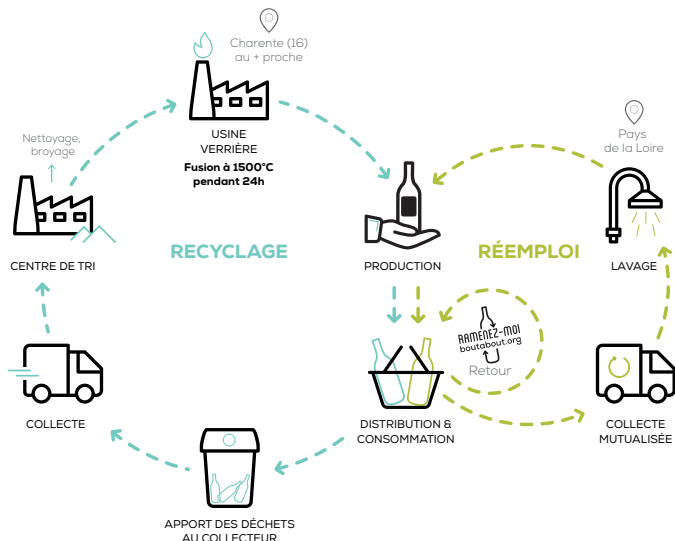 Charente (16)
au + proche
USINE
VERRIÈRE
Fusion à 1500°C
pendant 24h
Nettoyage,
broyage
CENTRE DE TRI
RECYCLAGE
PRODUCTION
RÉEMPLOI
Pays
de la Loire
LAVAGE
RAMENEZ-MOI
boutabout.org
Retour
COLLECTE
DISTRIBUTION &
CONSOMMATION
COLLECTE
MUTUALISÉE
APPORT DES DÉCHETS
AU COLLECTEUR